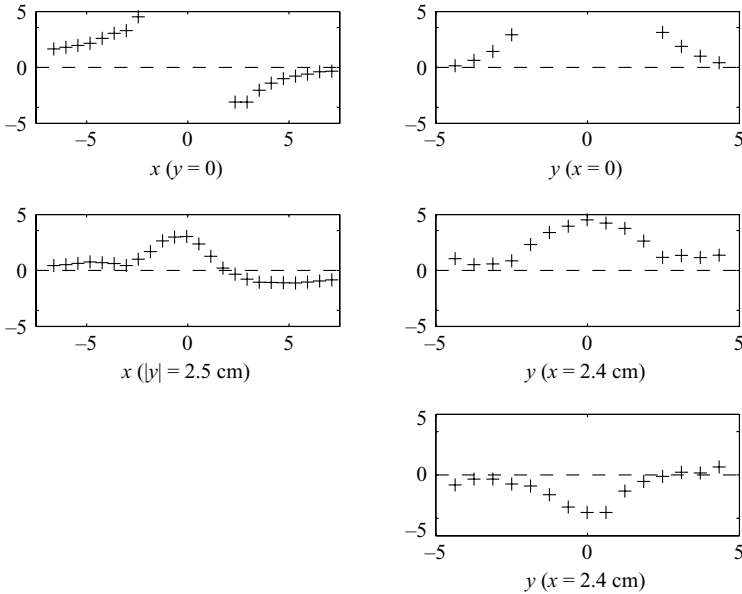 5 5
0 0
−5 −5
−5 0 5 −5 0 5
x (y = 0) y (x = 0)
5 5
0 0
−5 −5
−5 0 5 −5 0 5
x (|y| = 2.5 cm) y (x = 2.4 cm)
5
0
−5
−5 0 5
y (x = 2.4 cm)